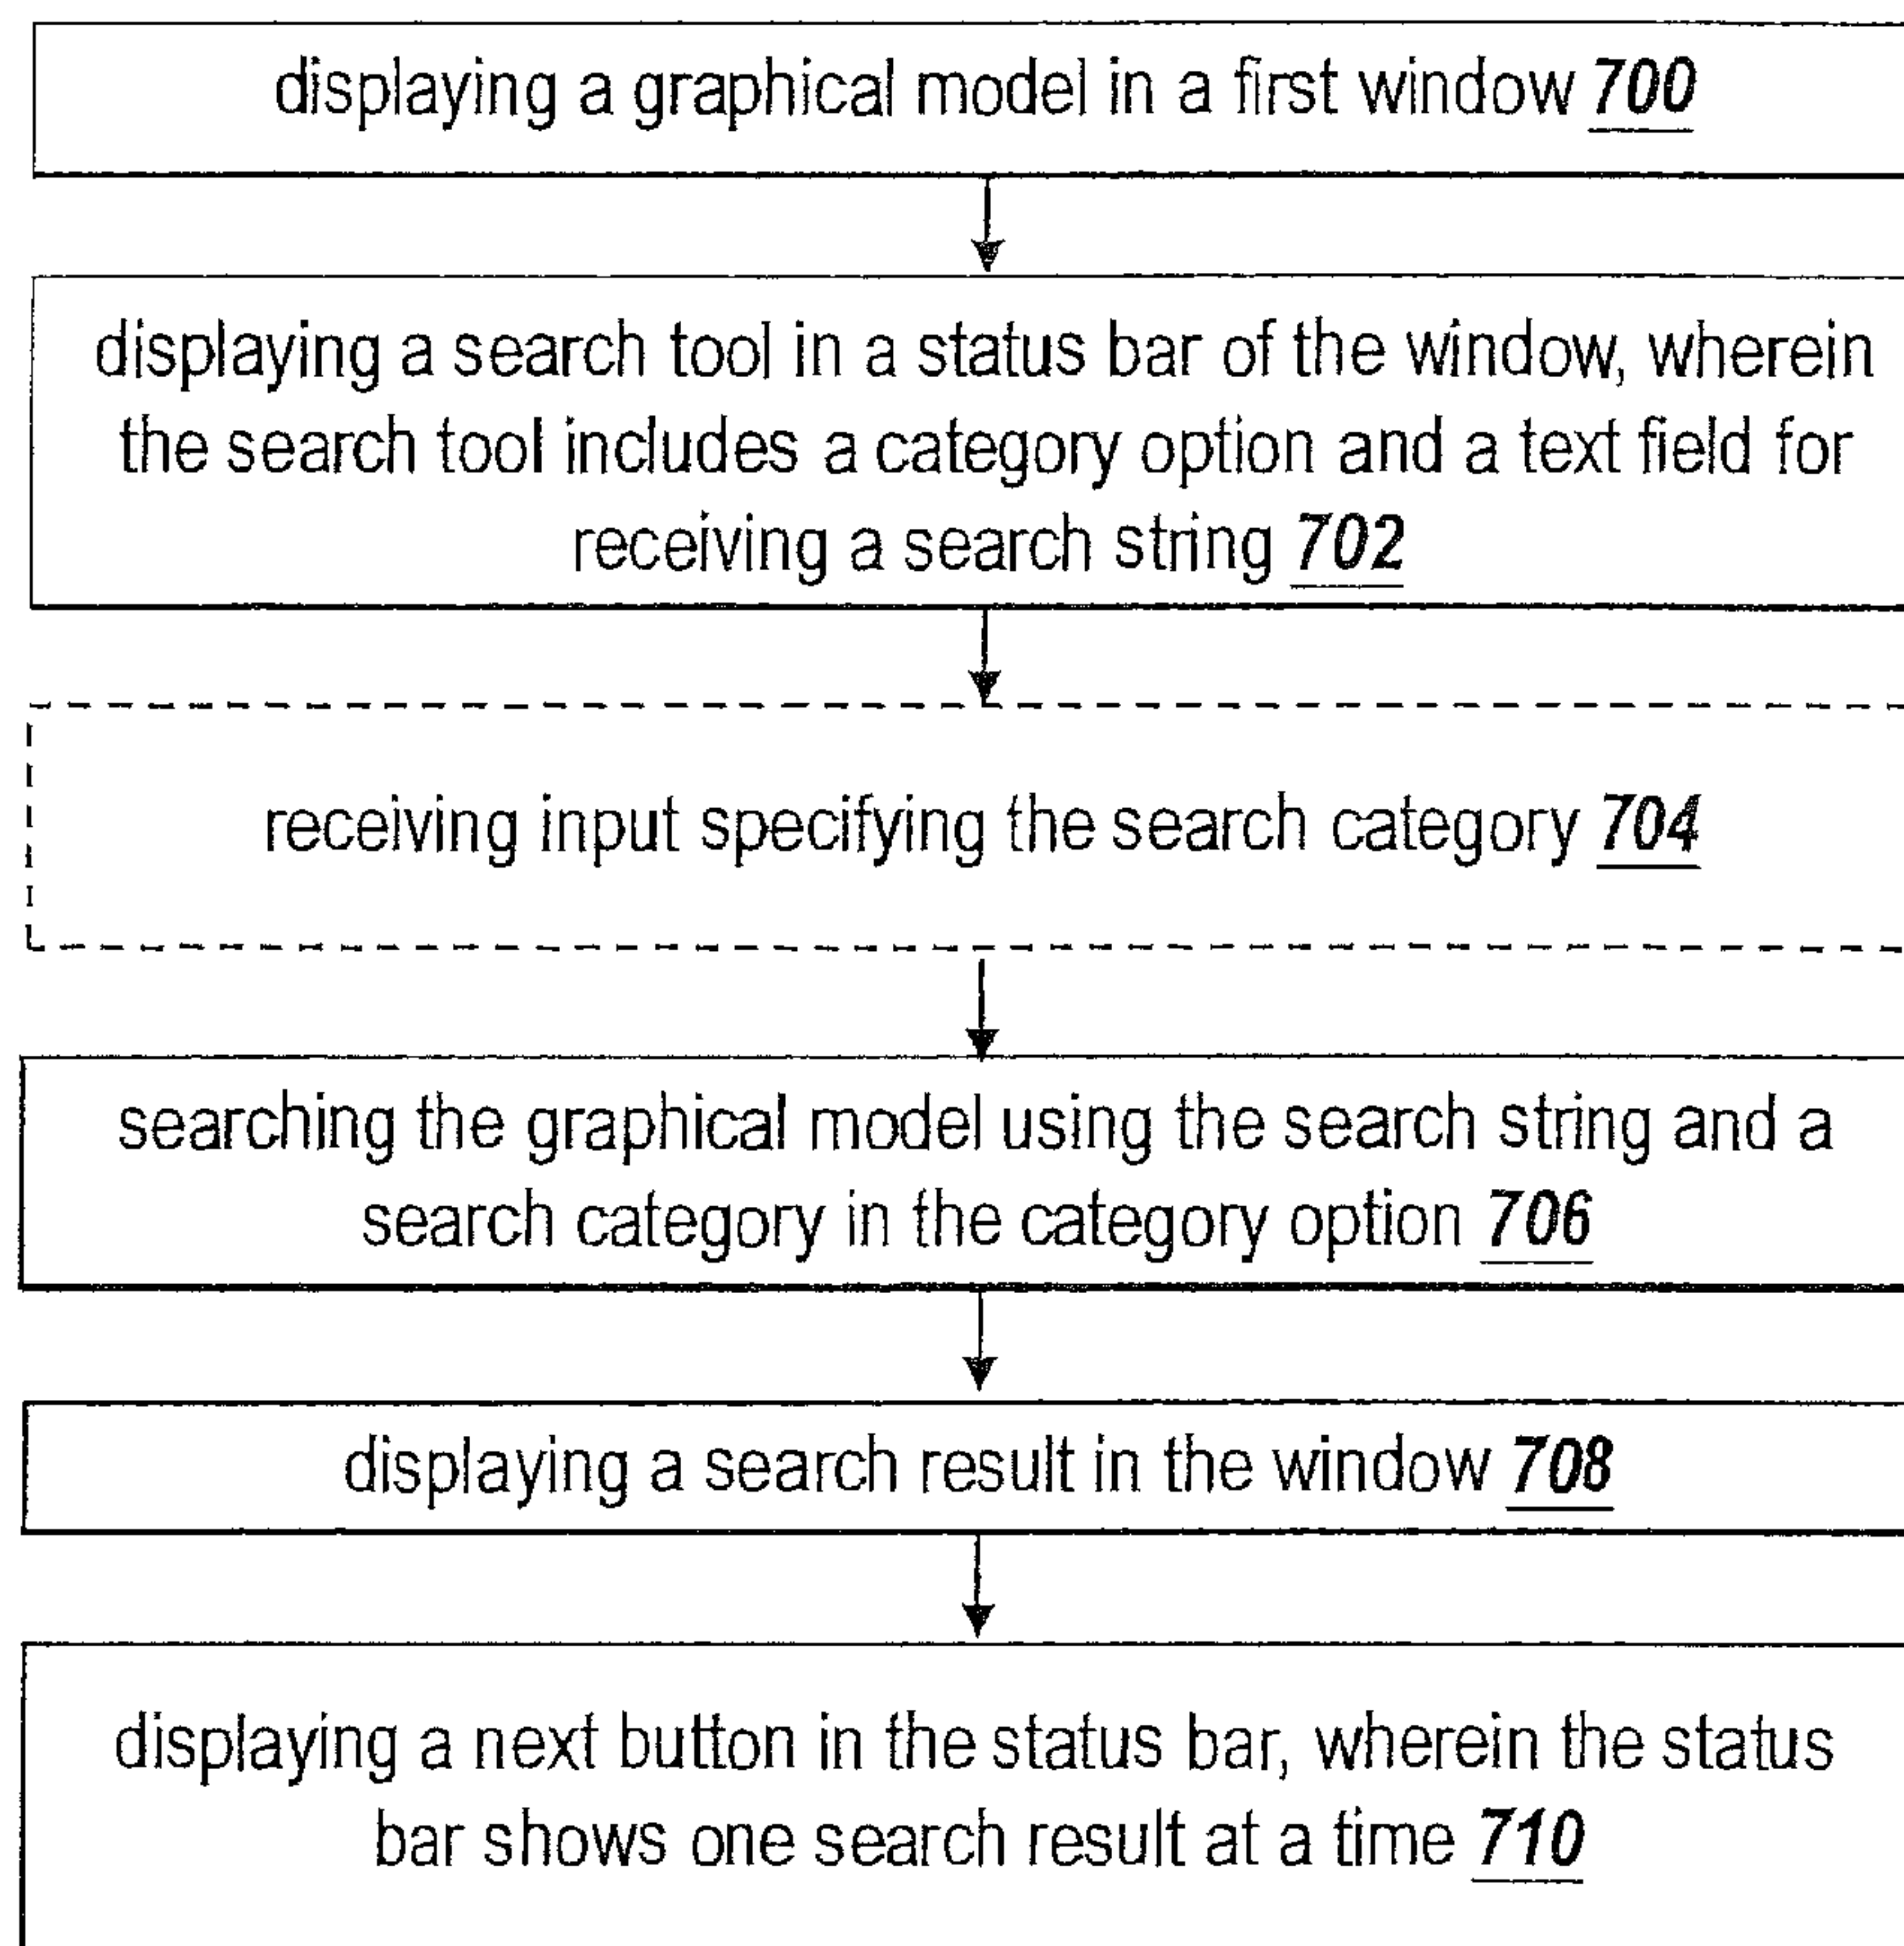 displaying a graphical model in a first window 700
displaying a search tool in a status bar of the window, wherein
the search tool includes a category option and a text field for
receiving a search string 702
receiving input specifying the search category 704
searching the graphical model using the search string and a
search category in the category option 706
displaying a search result in the window 708
displaying a next button in the status bar, wherein the status
bar shows one search result at a time 710